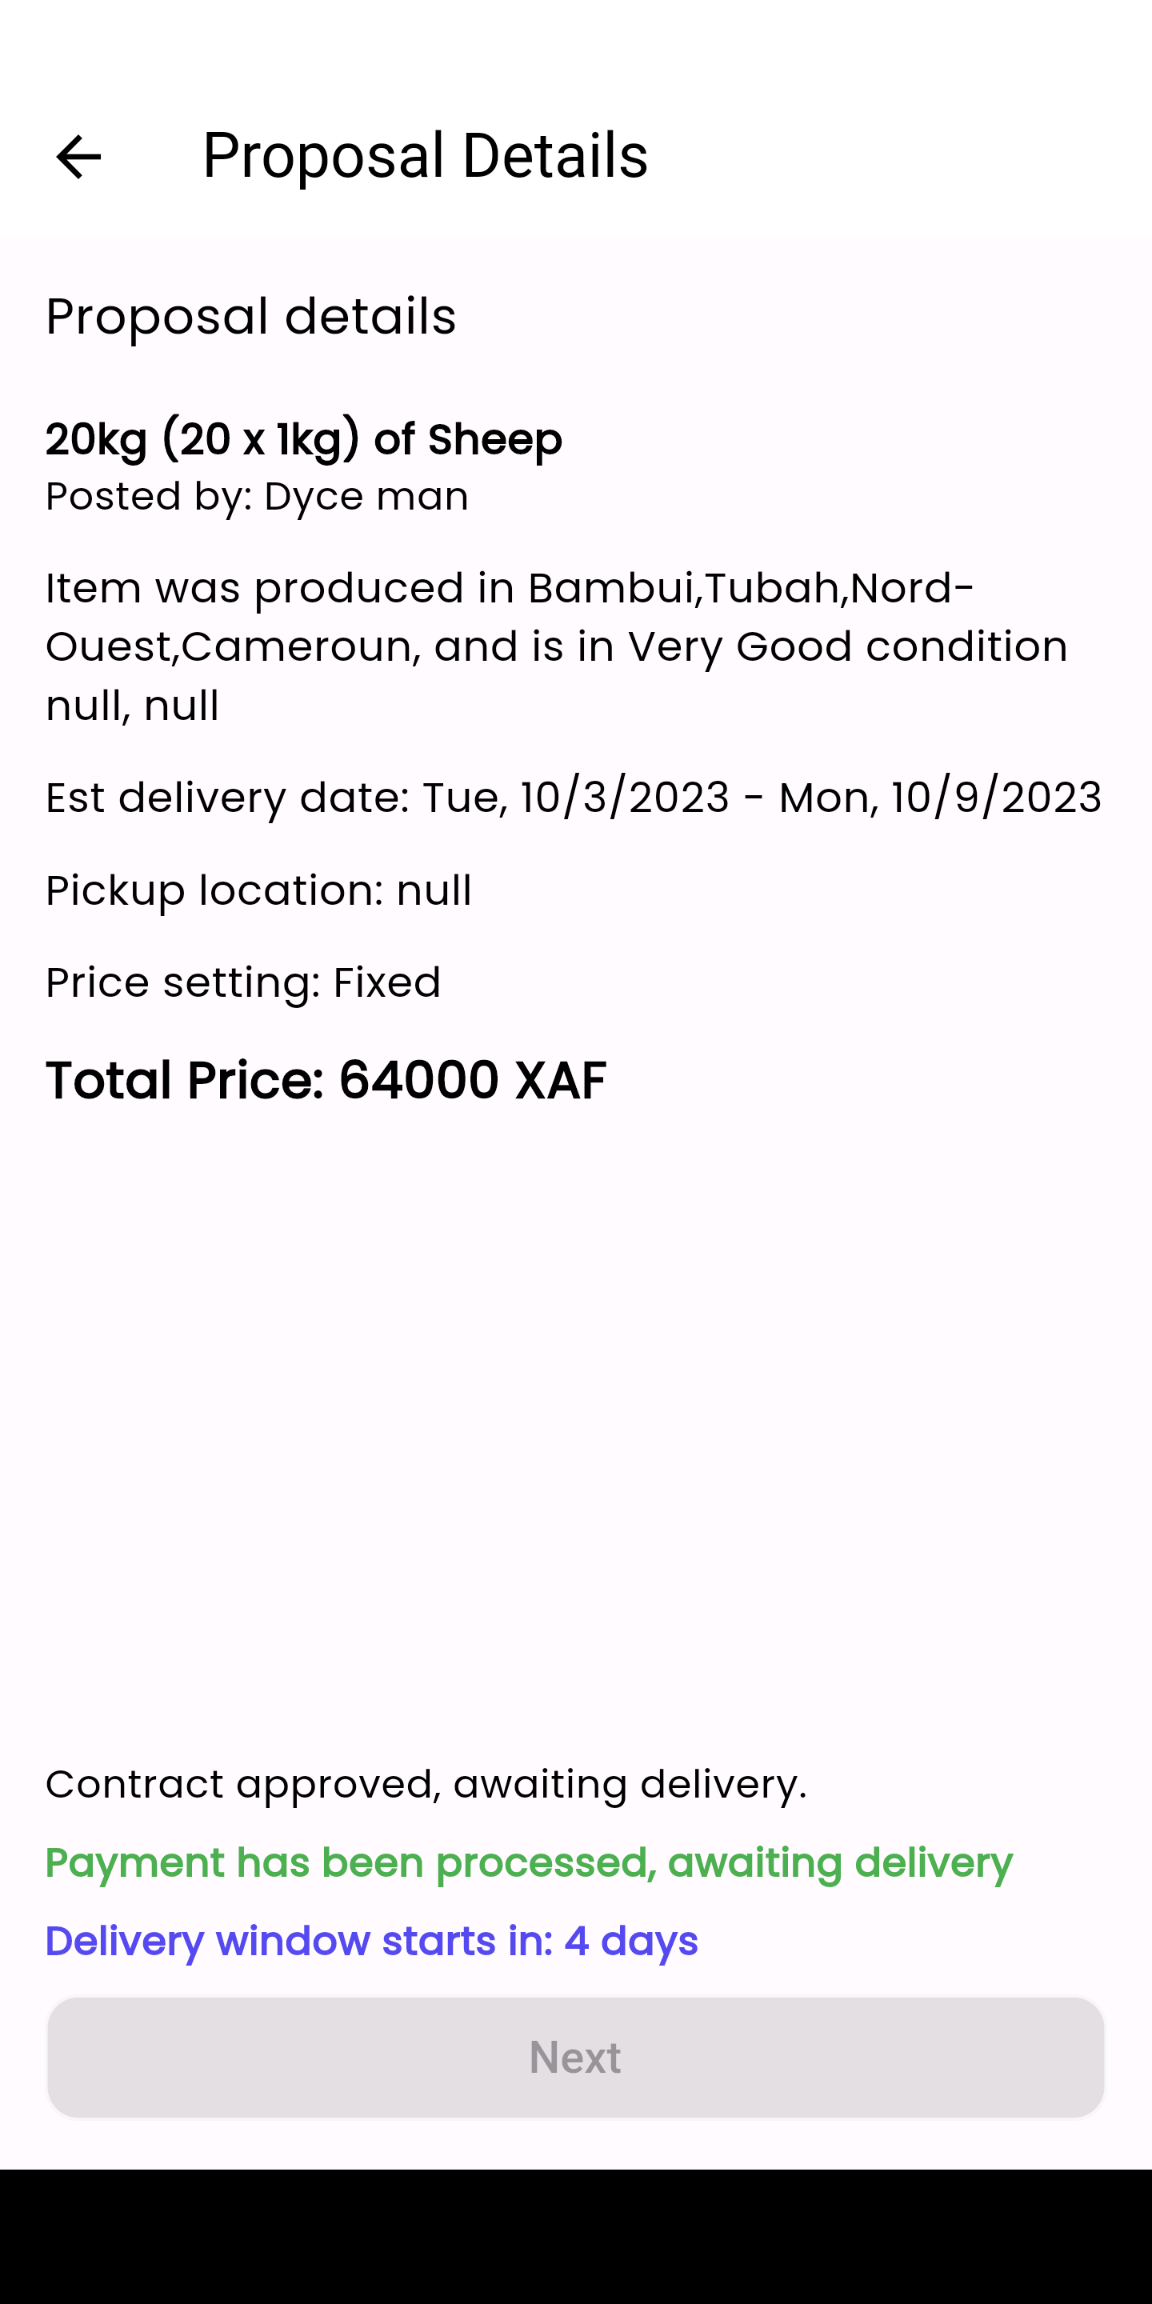 Proposal Details
Proposal details
20kg (20 x 1kg) of Sheep
Posted by: Dyce man
Item was produced in Bambui,Tubah,Nord-
Ouest,Cameroun, and is in Very Good condition
null, null
Est delivery date: Tue, 10/3/2023 - Mon, 10/9/2023
Pickup location: null
Price setting: Fixed
Total Price: 64000 XAF
Contract approved, awaiting delivery.
Payment has been processed, awaiting delivery
Delivery window starts in: 4 days
Next